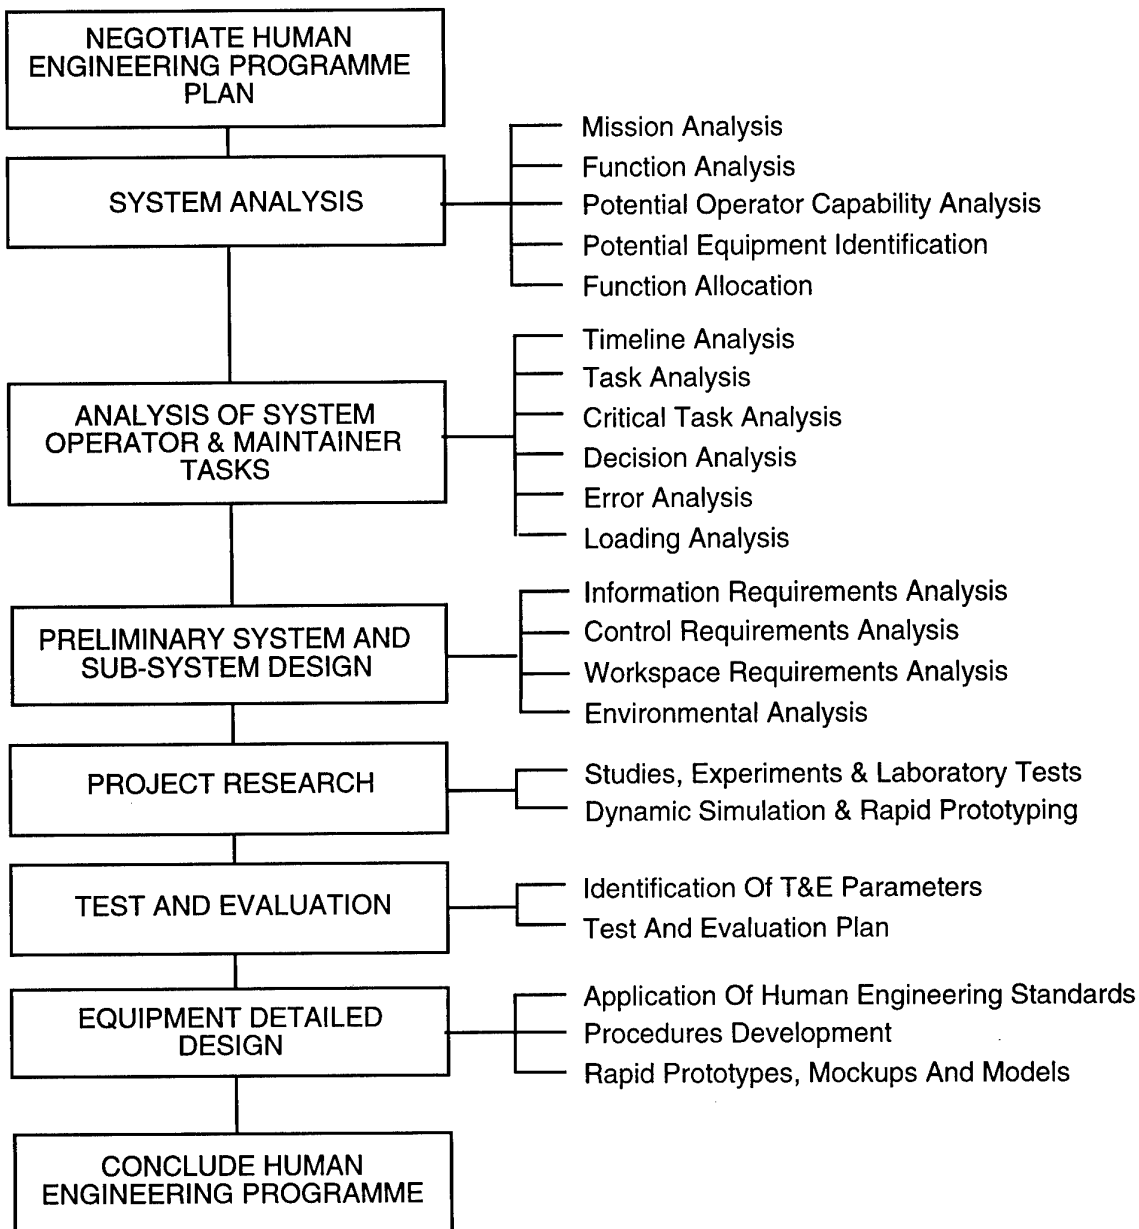 NEGOTIATE HUMAN
ENGINEERING PROGRAMME
PLAN
SYSTEM ANALYSIS
Mission Analysis
Function Analysis
Potential Operator Capability Analysis
Potential Equipment Identification
Function Allocation
ANALYSIS OF SYSTEM
OPERATOR & MAINTAINER
TASKS
Timeline Analysis
Task Analysis
Critical Task Analysis
Decision Analysis
Error Analysis
Loading Analysis
PRELIMINARY SYSTEM AND
SUB-SYSTEM DESIGN
Information Requirements Analysis
Control Requirements Analysis
Workspace Requirements Analysis
Environmental Analysis
PROJECT RESEARCH
Studies, Experiments & Laboratory Tests
Dynamic Simulation & Rapid Prototyping
TEST AND EVALUATION
Identification Of T&E Parameters
Test And Evaluation Plan
EQUIPMENT DETAILED
DESIGN
Application Of Human Engineering Standards
Procedures Development
Rapid Prototypes, Mockups And Models
CONCLUDE HUMAN
ENGINEERING PROGRAMME